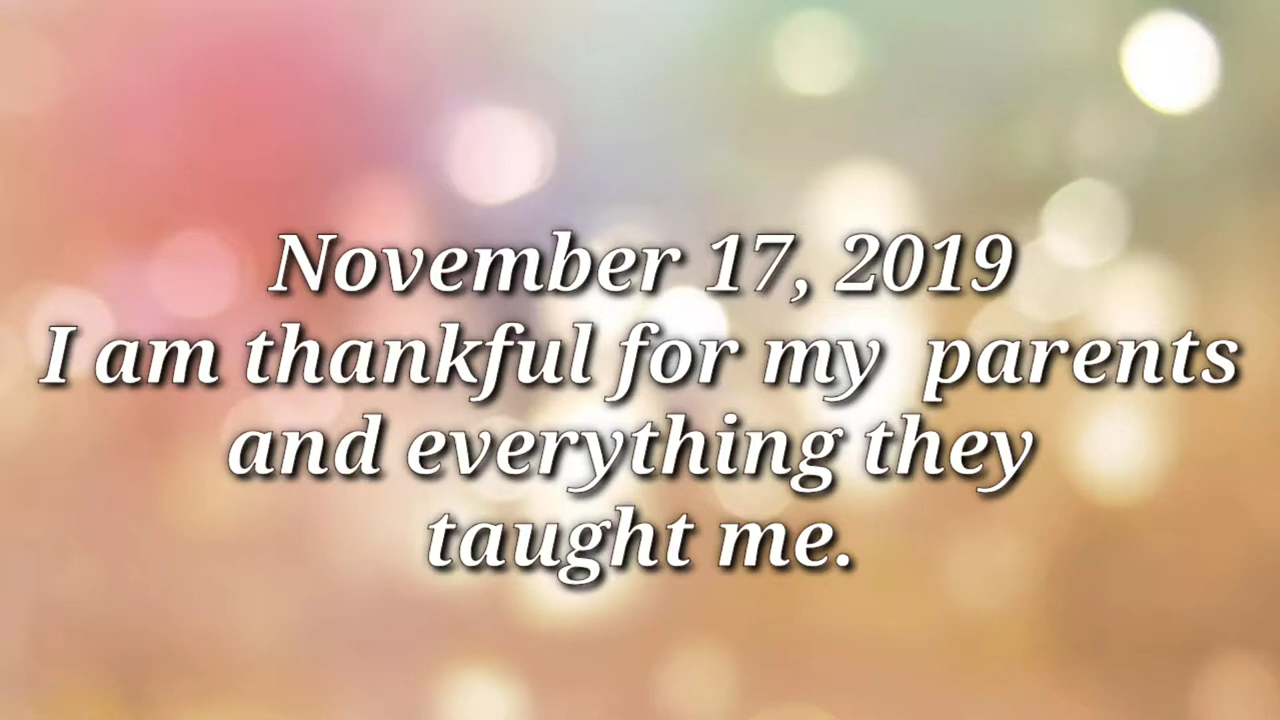 November 17, 2019
I am thankful for my  parents
and everything they
taught me.